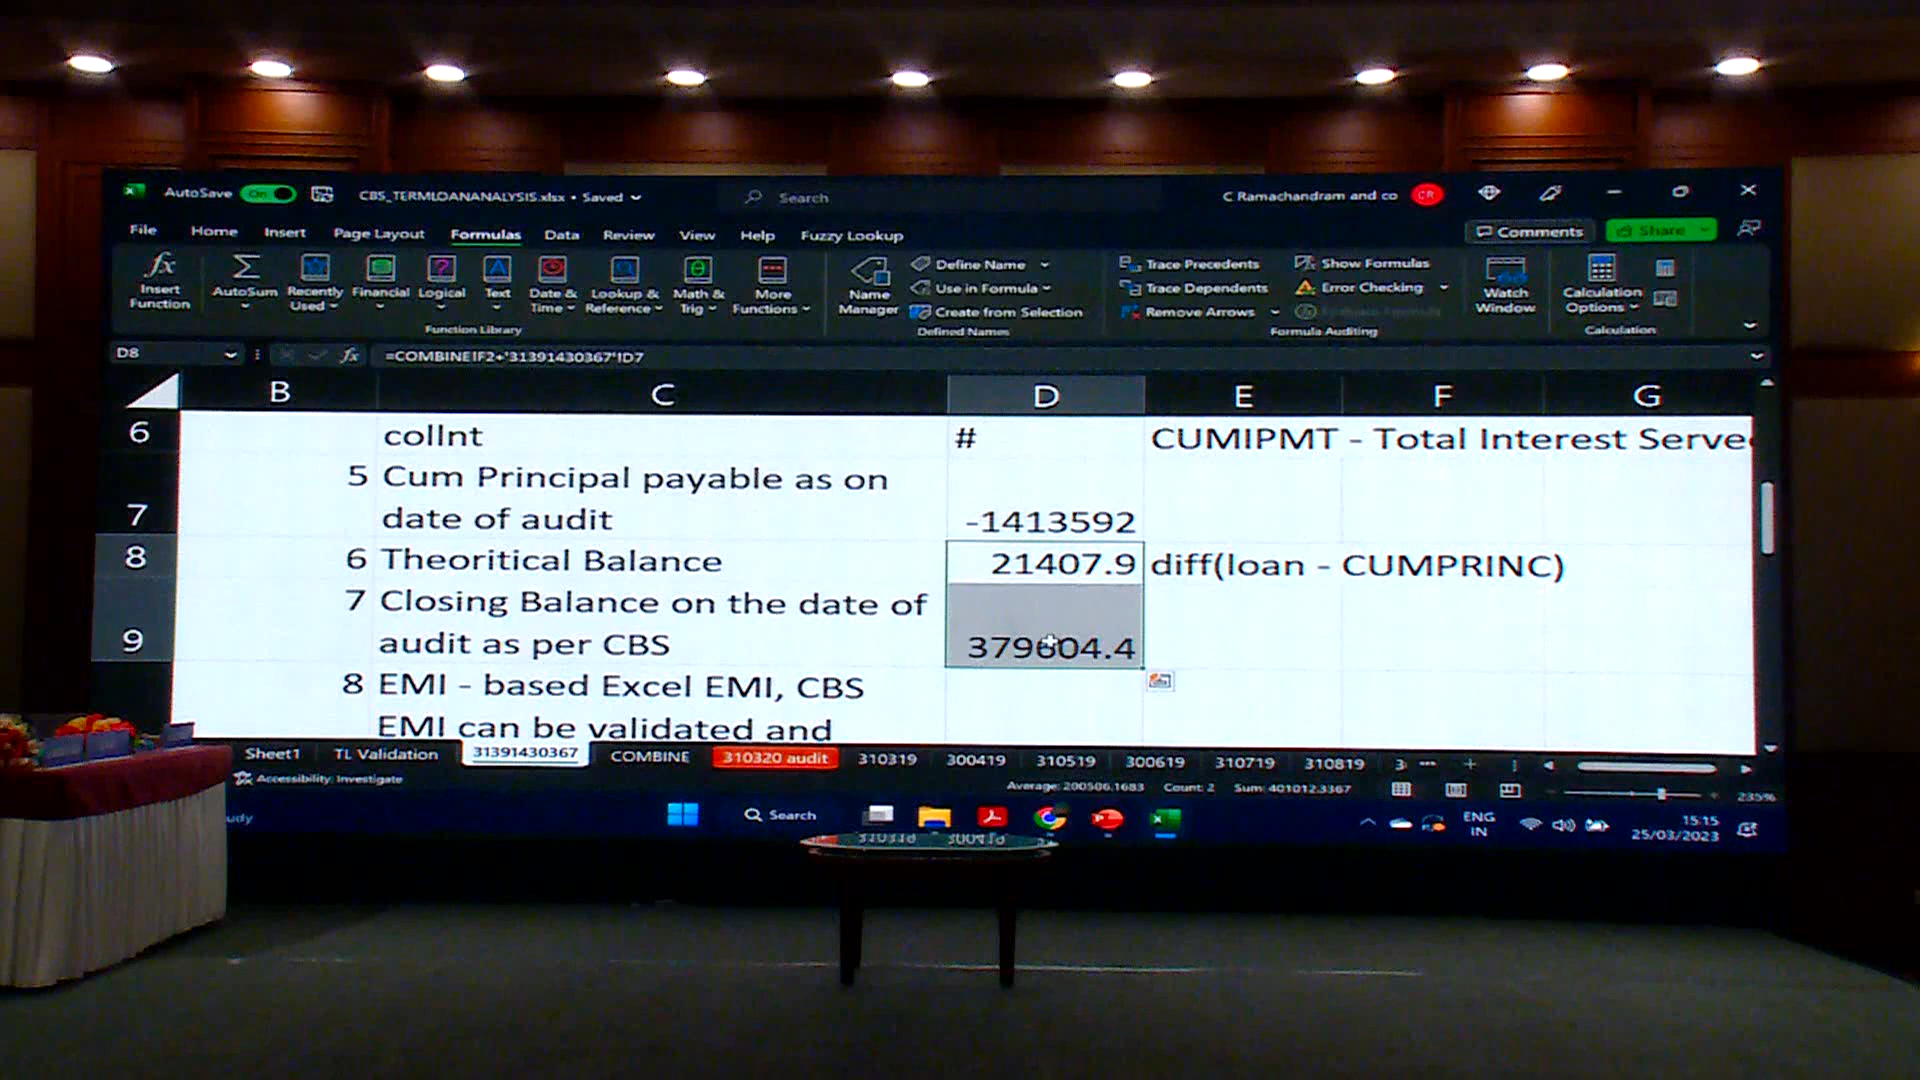 AutoSave On CBS_TERMLOANANALYSIS.xlsx • Saved Search C Ramachandram and co CR
File Home Insert Page Layout Formulas Data Review View Help Fuzzy Lookup Comments Share
fx Insert Function
AutoSum
Recently Used
Financial
Logical
Text
Date & Time
Lookup & Reference
Math & Trig
More Functions
Function Library
Name Manager
Define Name
Use in Formula
Create from Selection
Defined Names
Trace Precedents
Trace Dependents
Remove Arrows
Show Formulas
Error Checking
Formula Auditing
Watch Window
Calculation Options
Calculation
D8 fx =COMBINE!F2+'31391430367'!D7
B C D E F G
6 collnt # CUMIPMT - Total Interest Serve
5 Cum Principal payable as on
7 date of audit -1413592
8 6 Theoritical Balance 21407.9 diff(loan - CUMPRINC)
7 Closing Balance on the date of
9 audit as per CBS 379604.4
8 EMI - based Excel EMI, CBS
EMI can be validated and
Sheet1 TL Validation 31391430367 COMBINE 310320 audit 310319 300419 310519 300619 310719 310819
Accessibility: Investigate Average: 200506.1683 Count: 2 Sum: 401012.3367 235%
Search ENG IN 15:15 25/03/2023